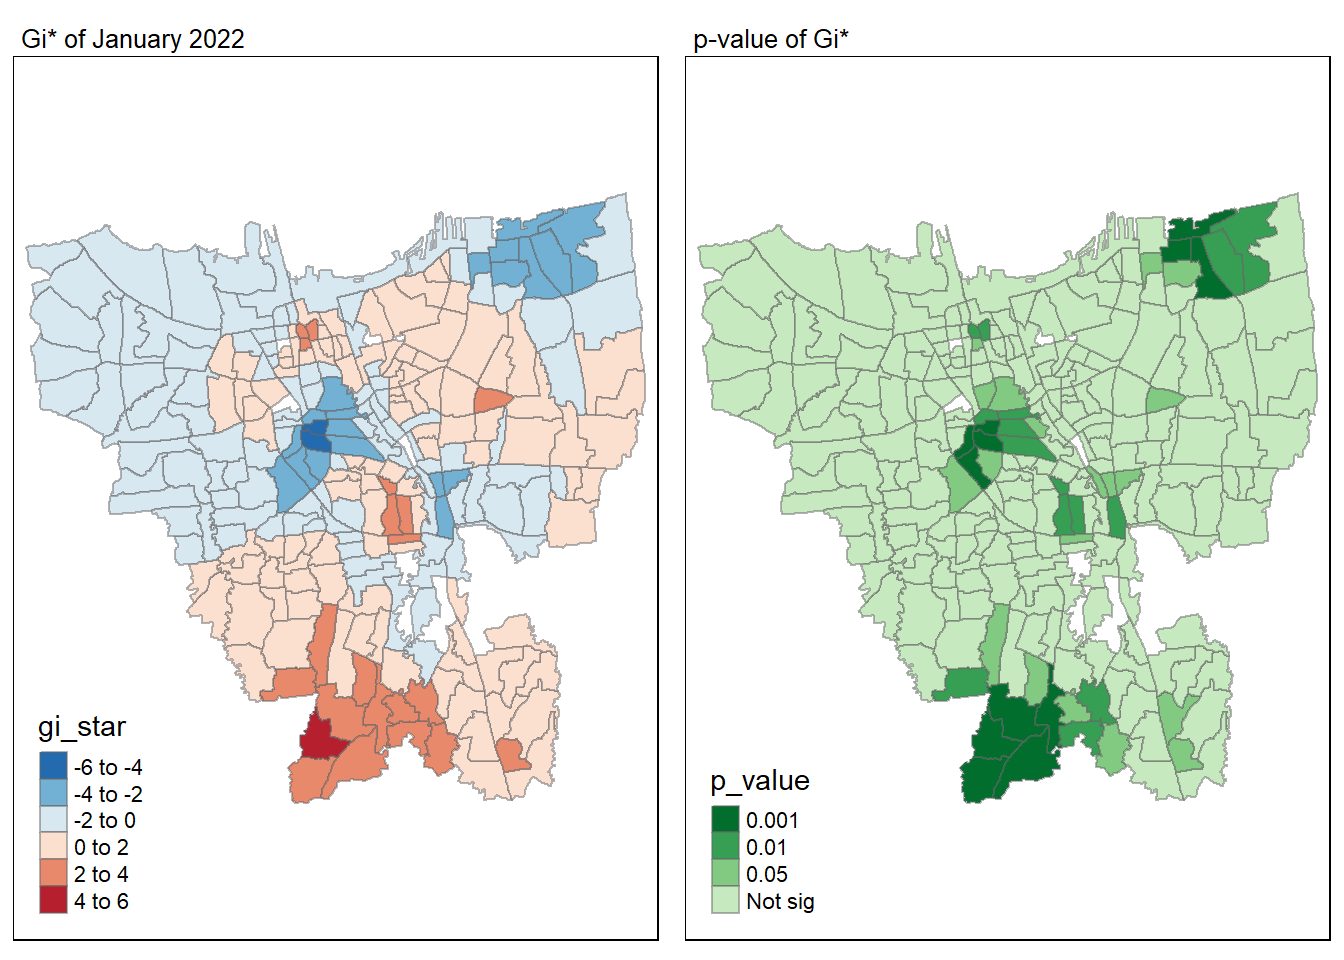 Gi* of January 2022
p-value of Gi*
gi_star
-6 to -4
-4 to -2
-2 to 0
0 to 2
2 to 4
4 to 6
p_value
0.001
0.01
0.05
Not sig